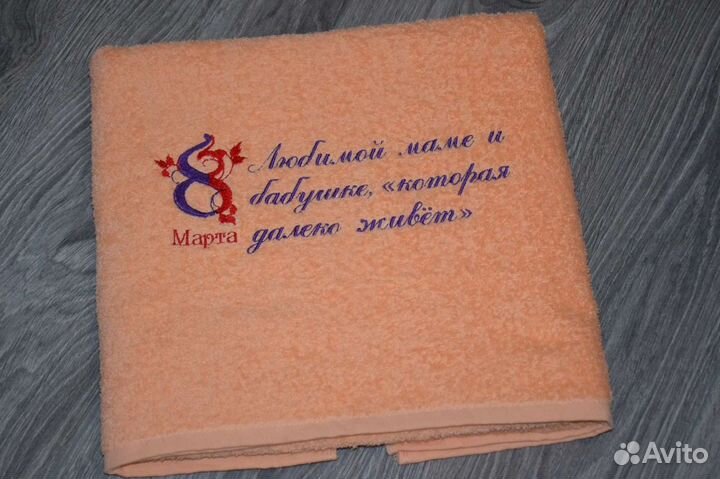 8
Марта
Любимой маме и
бабушке, «которая
далеко живёт»
Avito